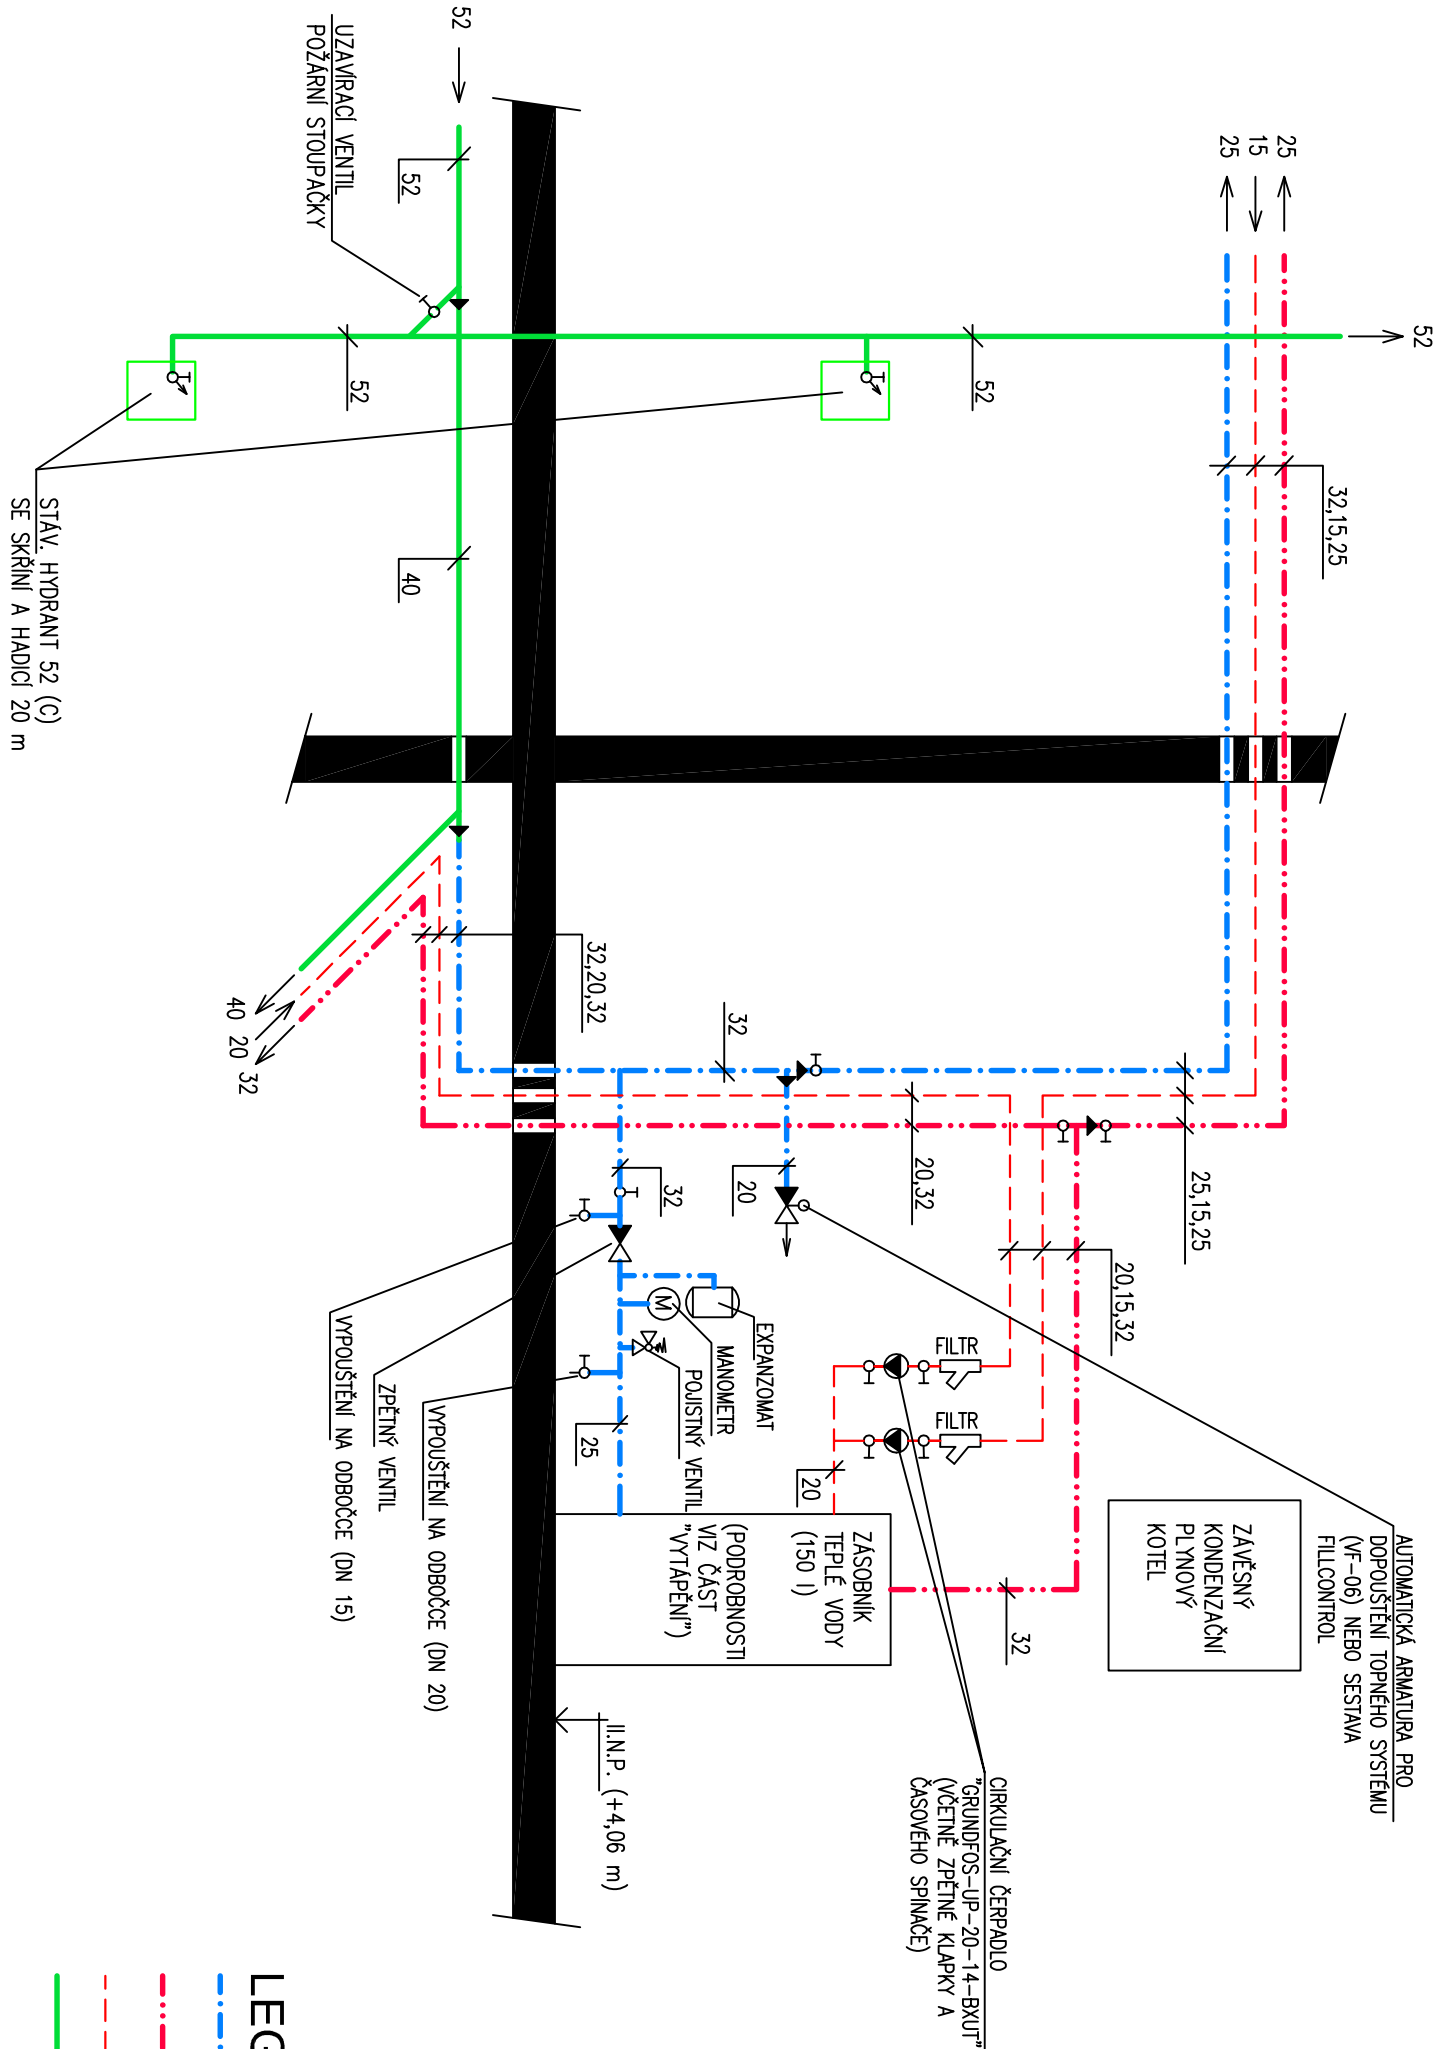 52
25
15
25
52
52
UZAVÍRACÍ VENTIL
POŽÁRNÍ STOUPAČKY
52
52
32,15,25
40
STÁV. HYDRANT 52 (C)
SE SKŘÍNÍ A HADICÍ 20 m
32,20,32
40
20
32
32
25,15,25
20,32
20
32
20,15,32
EXPANZOMAT
MANOMETR
M
POJISTNÝ VENTIL
FILTR
FILTR
VYPOUŠTĚNÍ NA ODBOČCE (DN 15)
ZPĚTNÝ VENTIL
VYPOUŠTĚNÍ NA ODBOČCE (DN 20)
25
20
ZÁSOBNÍK
TEPLÉ VODY
(150 l)
(PODROBNOSTI
VIZ ČÁST
"VYTÁPĚNÍ")
ZÁVĚSNÝ
KONDENZAČNÍ
PLYNOVÝ
KOTEL
32
AUTOMATICKÁ ARMATURA PRO
DOPOUŠTĚNÍ TOPNÉHO SYSTÉMU
(VF-06) NEBO SESTAVA
FILLCONTROL
II.N.P. (+4,06 m)
CIRKULAČNÍ ČERPADLO
"GRUNDFOS-UP-20-14-BXUT"
(VČETNĚ ZPĚTNÉ KLAPKY A
ČASOVÉHO SPÍNAČE)